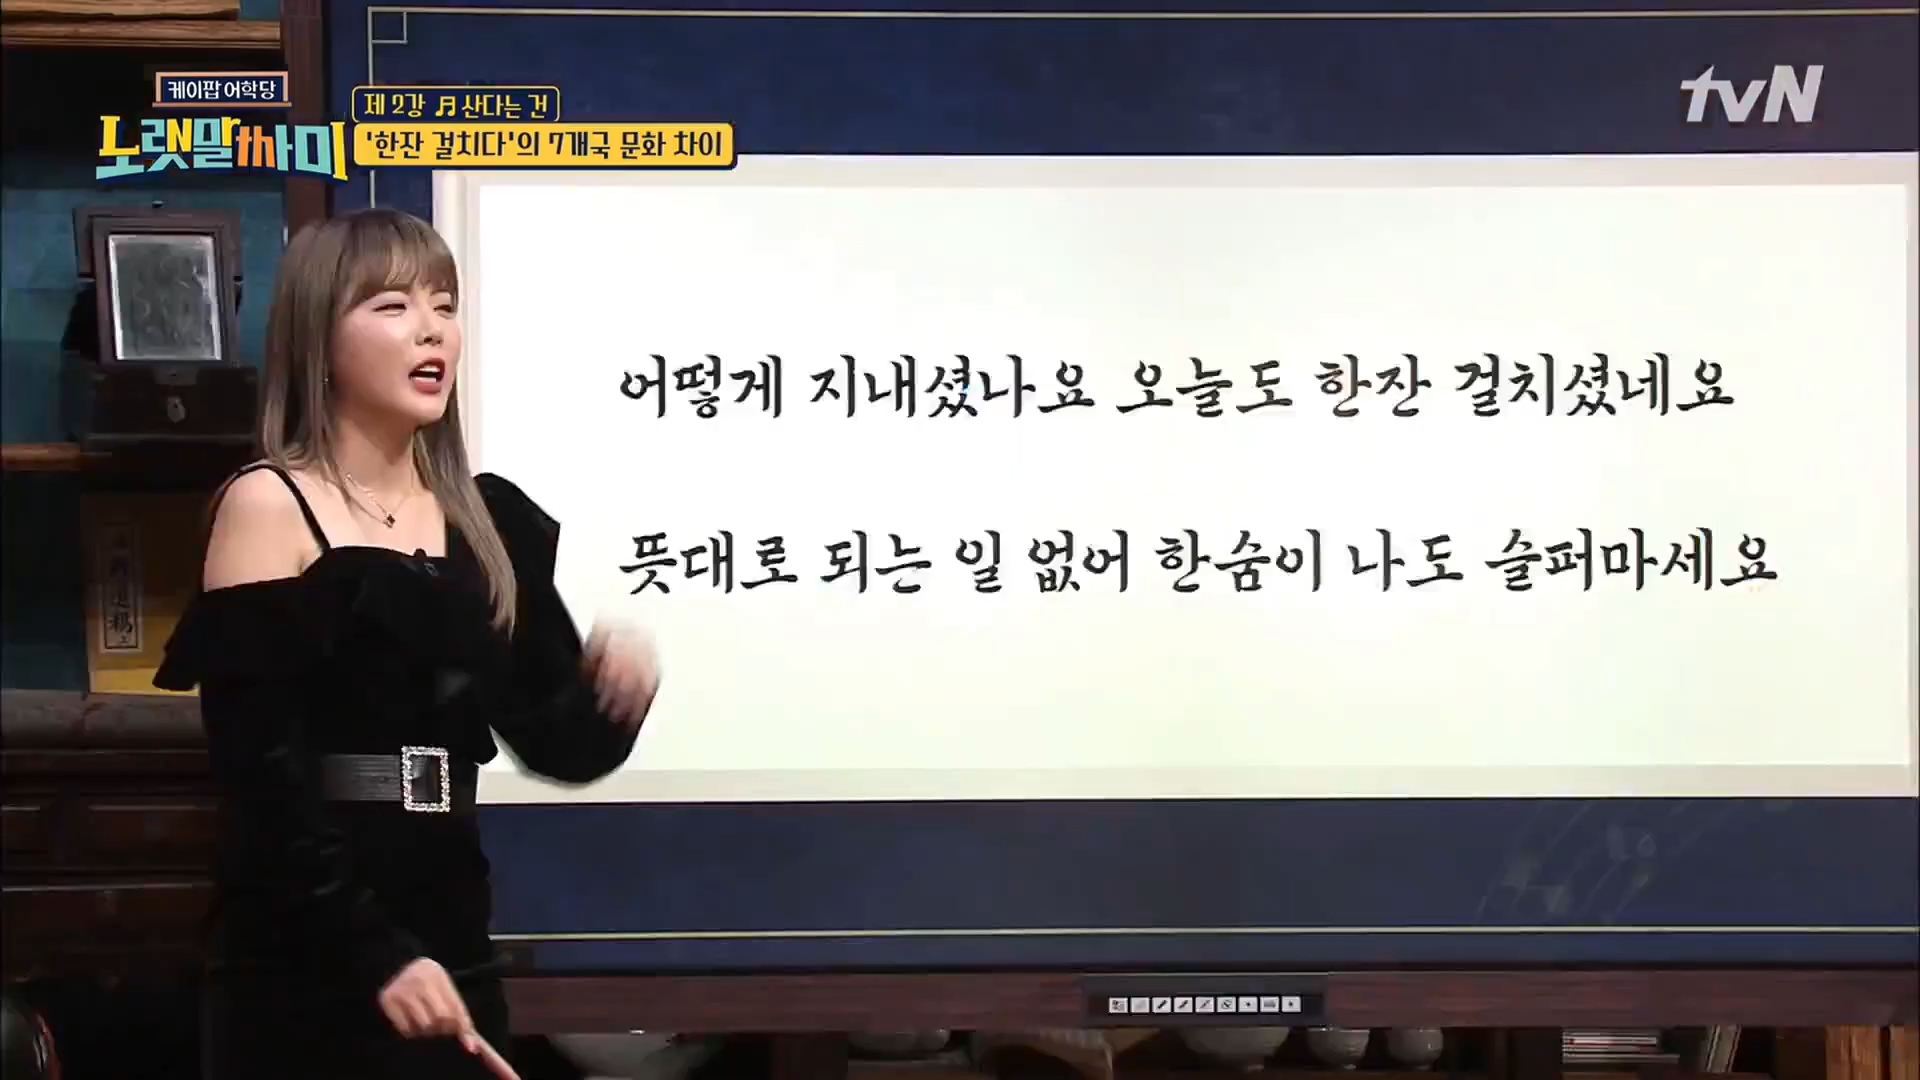 케이팝 어학당
노랫말싸미
제 2강 ♬ 산다는 건
'한잔 걸치다'의 7개국 문화 차이
tvN
어떻게 지내셨나요 오늘도 한잔 걸치셨네요
뜻대로 되는 일 없어 한숨이 나도 슬퍼마세요